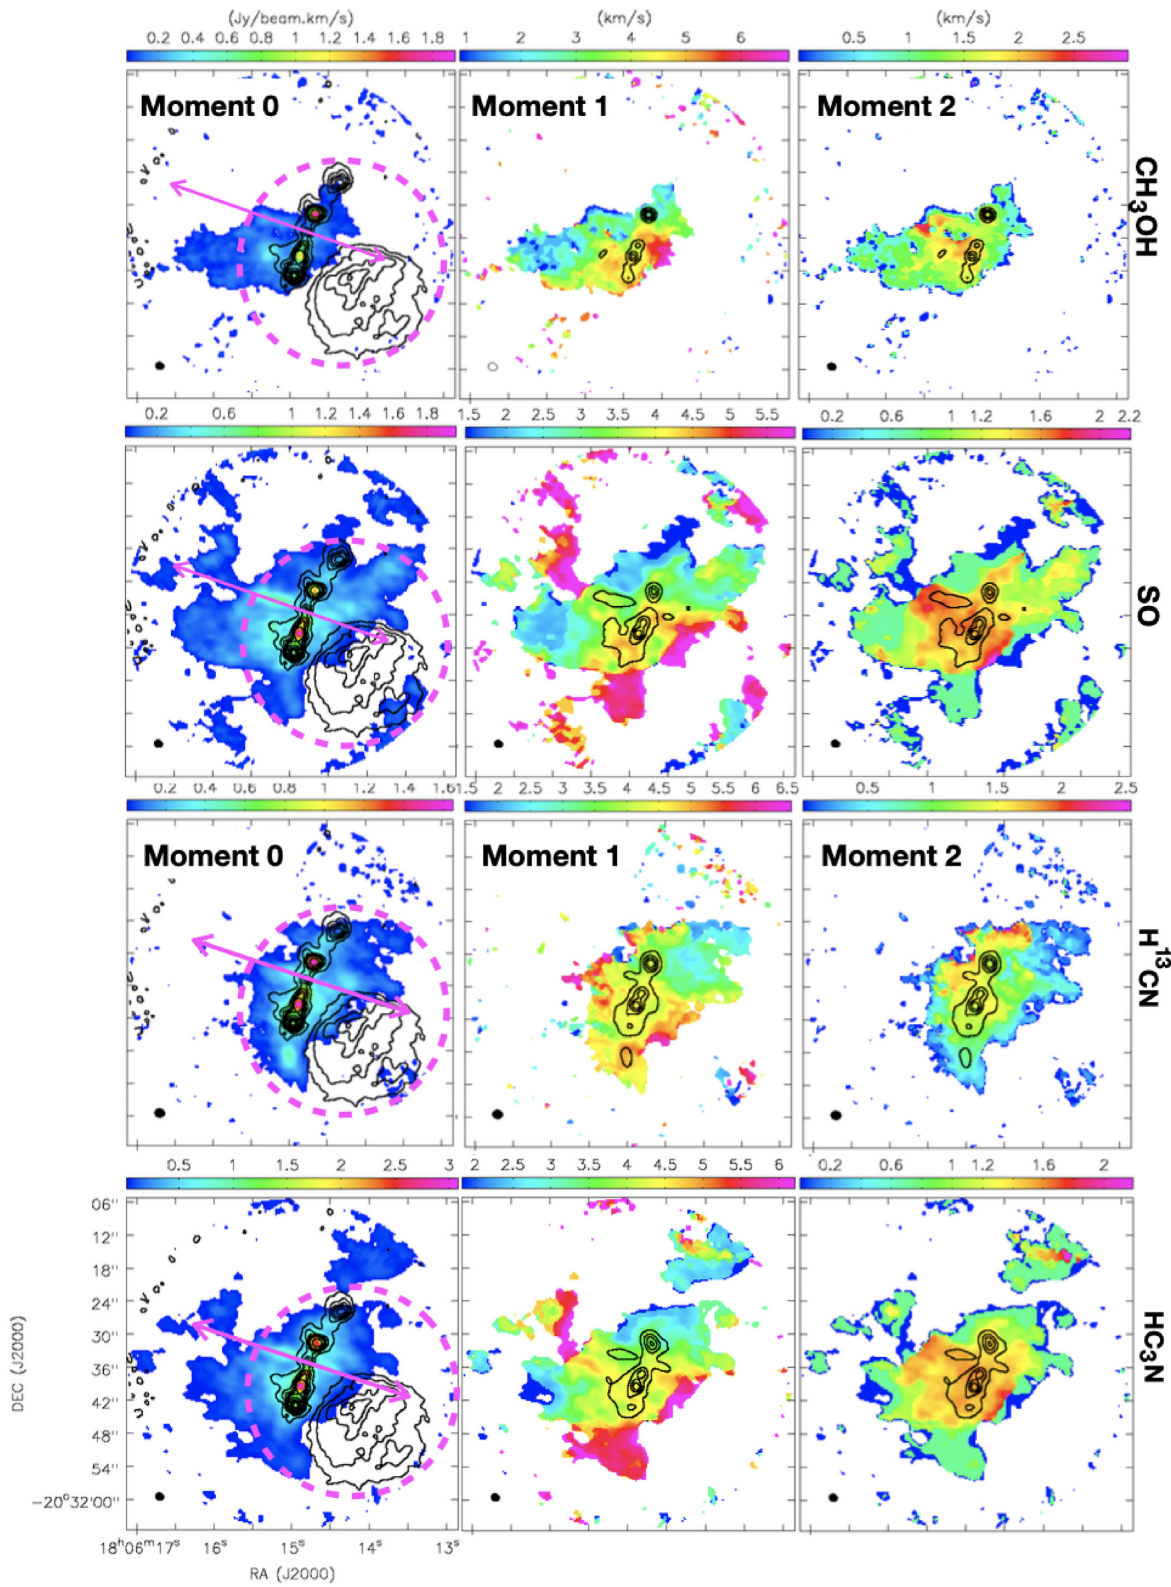 (Jy/beam.km/s) (km/s) (km/s)
0.2 0.4 0.6 0.8 1 1.2 1.4 1.6 1.8 1 2 3 4 5 6 0.5 1 1.5 2 2.5
Moment 0 Moment 1 Moment 2
CH₃OH
0.2 0.6 1 1.2 1.4 1.6 1.8 1.5 2 2.5 3 3.5 4 4.5 5 5.5 0.2 0.6 1 1.2 1.6 2 2.2
SO
0.2 0.4 0.6 0.8 1 1.2 1.4 1.6 1.5 2 2.5 3 3.5 4 4.5 5 5.5 6 6.5 0.5 1 1.5 2 2.5
Moment 0 Moment 1 Moment 2
H¹³CN
0.5 1 1.5 2 2.5 3 2 2.5 3 3.5 4 4.5 5 5.5 6 0.2 0.6 1 1.2 1.6 2
HC₃N
06"
12"
18"
24"
30"
36"
42"
48"
54"
−20°32'00"
DEC (J2000)
18ʰ06ᵐ17ˢ 16ˢ 15ˢ 14ˢ 13ˢ
RA (J2000)